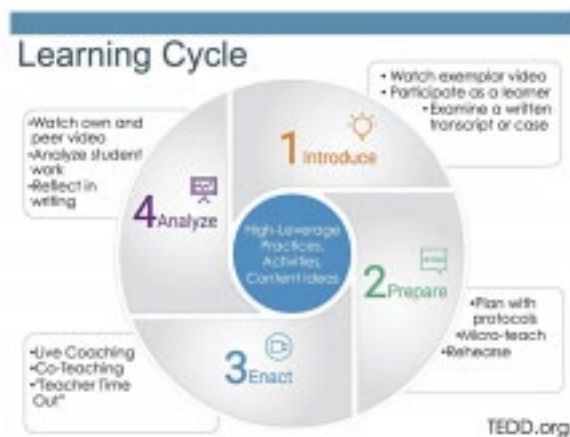 Learning Cycle
•Watch exemplar video
•Participate as a learner
•Examine a written
transcript or case
1 Introduce
•Watch own and
peer video
•Analyze student
work
•Reflect in
writing
4 Analyze
High-Leverage
Practices,
Activities,
Content Ideas
2 Prepare
•Plan with
protocols
•Micro-teach
•Rehearse
3 Enact
•Live Coaching
•Co-Teaching
•"Teacher Time
Out"
TEDD.org